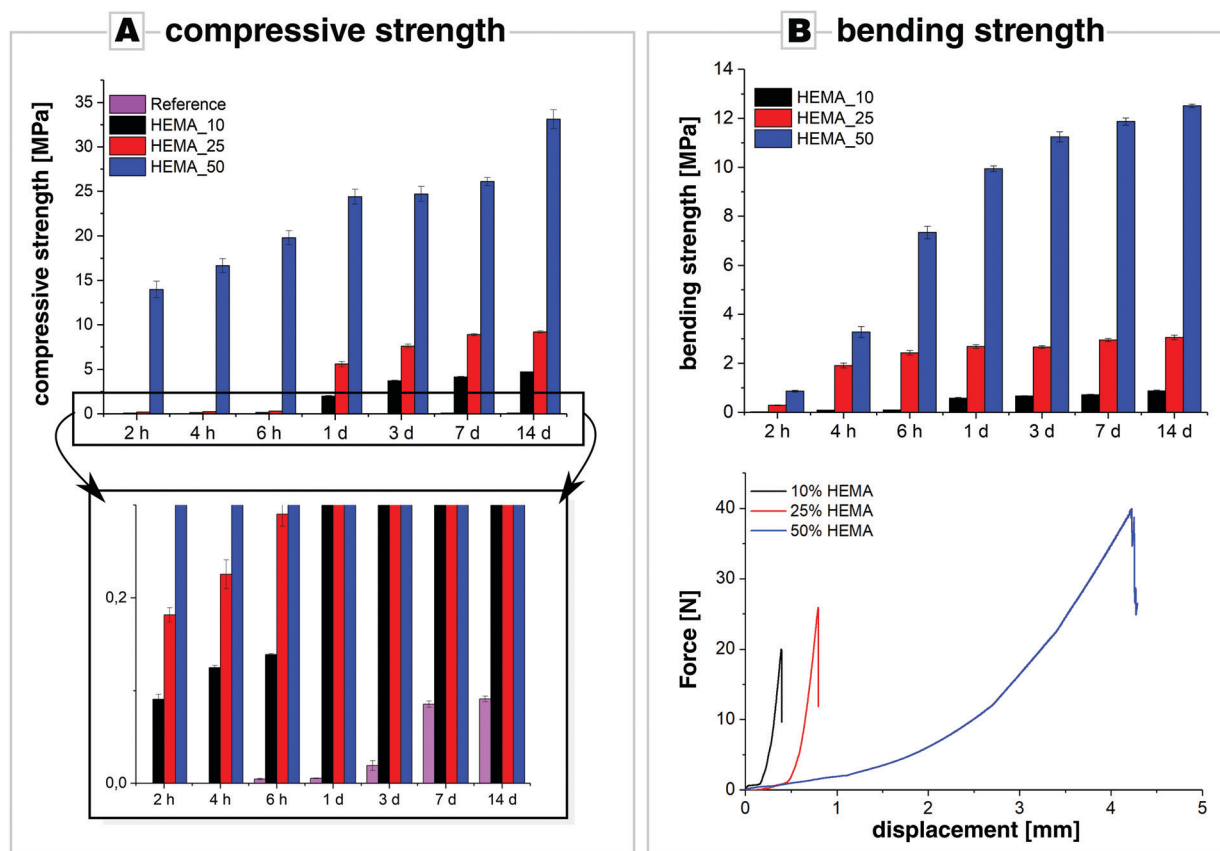 A compressive strength
compressive strength [MPa]
35
30
25
20
15
10
5
0
Reference
HEMA_10
HEMA_25
HEMA_50
2 h 4 h 6 h 1 d 3 d 7 d 14 d
0,2
0,0
2 h 4 h 6 h 1 d 3 d 7 d 14 d
B bending strength
bending strength [MPa]
14
12
10
8
6
4
2
0
HEMA_10
HEMA_25
HEMA_50
2 h 4 h 6 h 1 d 3 d 7 d 14 d
Force [N]
40
30
20
10
0
10% HEMA
25% HEMA
50% HEMA
0 1 2 3 4 5
displacement [mm]